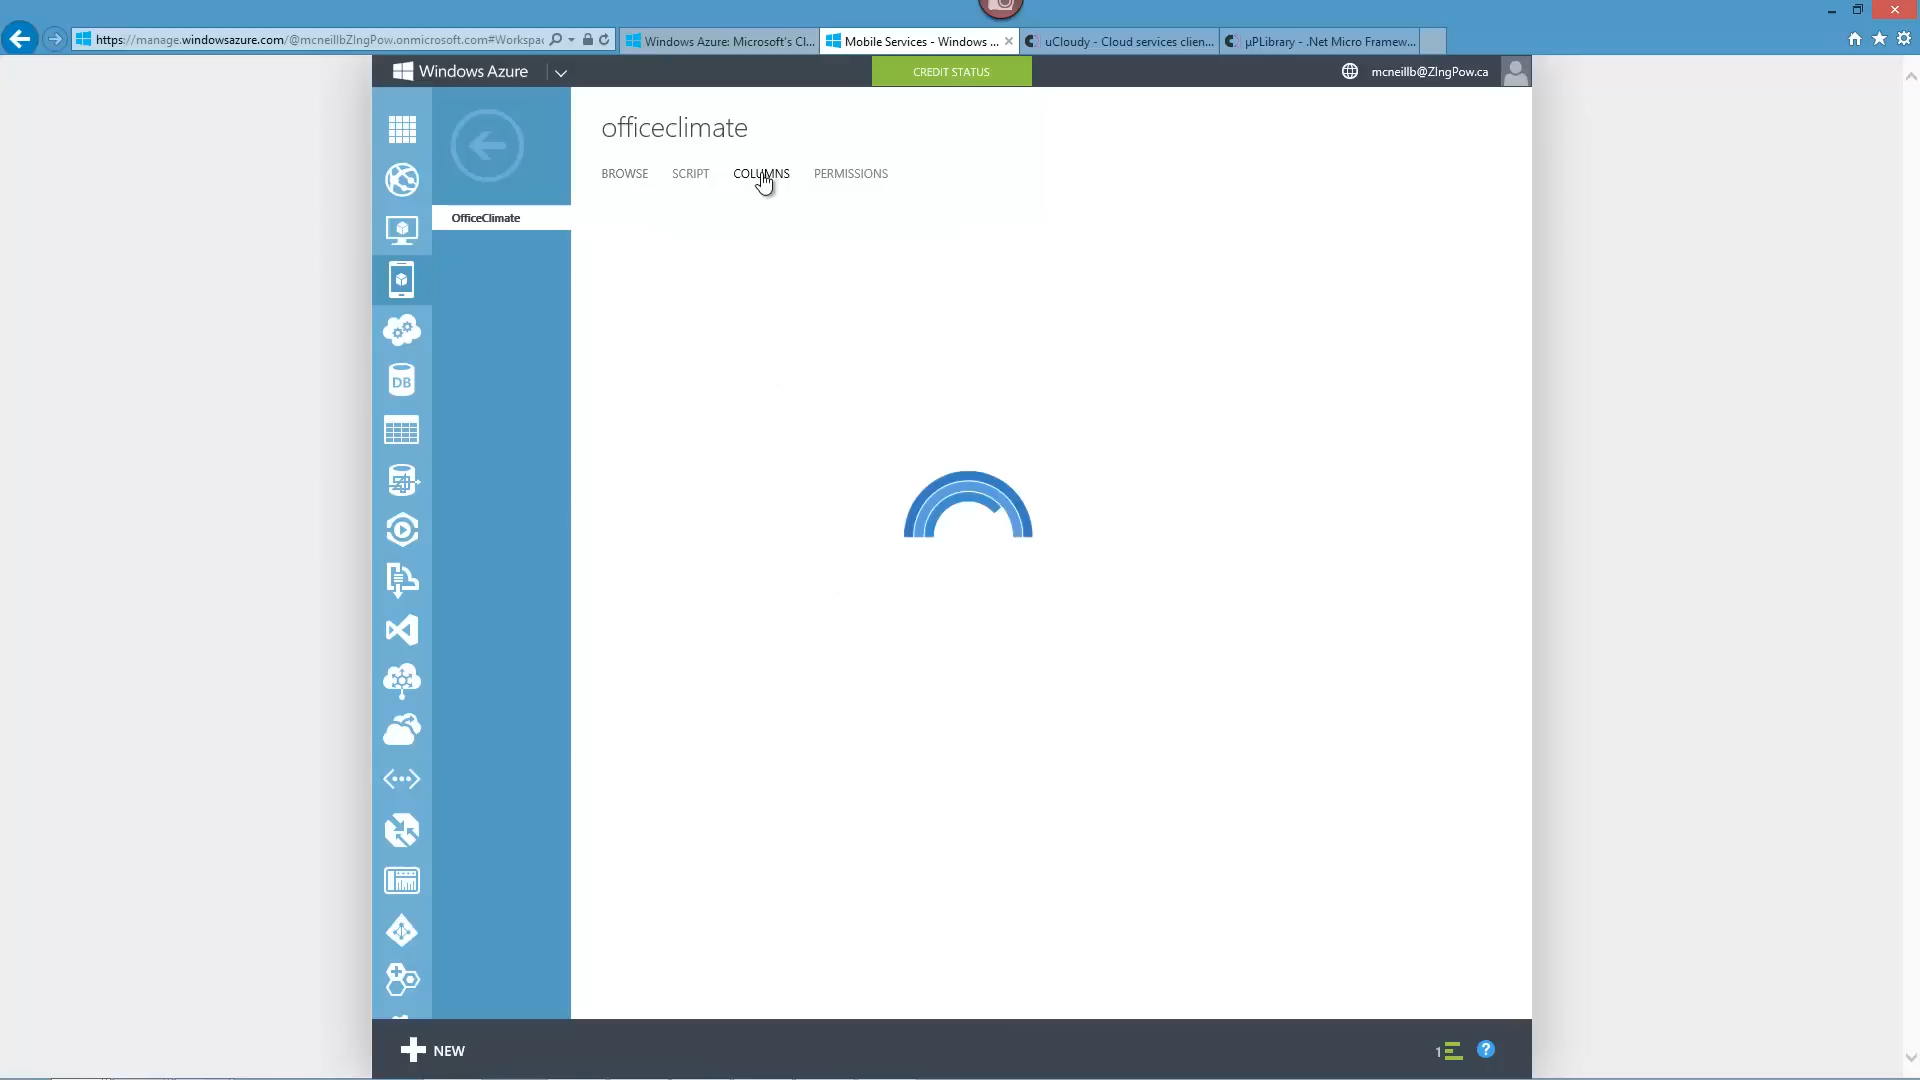 https://manage.windowsazure.com/@mcneillbZIngPow.onmicrosoft.com#Workspac
Windows Azure: Microsoft's Cl...
Mobile Services - Windows ...
uCloudy - Cloud services clien...
µPLibrary - .Net Micro Framew...
Windows Azure
CREDIT STATUS
mcneillb@ZIngPow.ca
officeclimate
BROWSE SCRIPT COLUMNS PERMISSIONS
OfficeClimate
DB
NEW
1
?